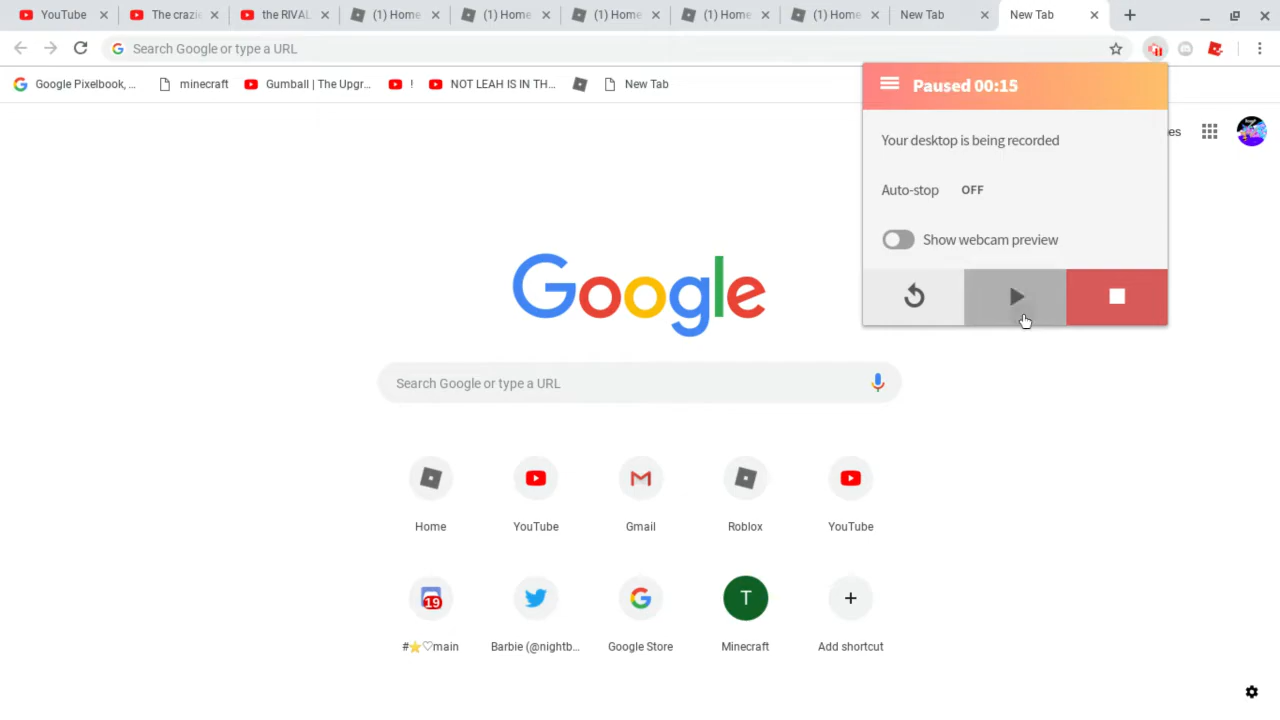 YouTube
The crazie
the RIVAL
(1) Home
(1) Home
(1) Home
(1) Home
(1) Home
New Tab
New Tab
Search Google or type a URL
Google Pixelbook, ...
minecraft
Gumball | The Upgr...
!
NOT LEAH IS IN TH...
New Tab
Paused 00:15
Your desktop is being recorded
Auto-stop OFF
Show webcam preview
es
Google
Search Google or type a URL
Home
YouTube
Gmail
Roblox
YouTube
19
T
#⭐♡main
Barbie (@nightb...
Google Store
Minecraft
Add shortcut